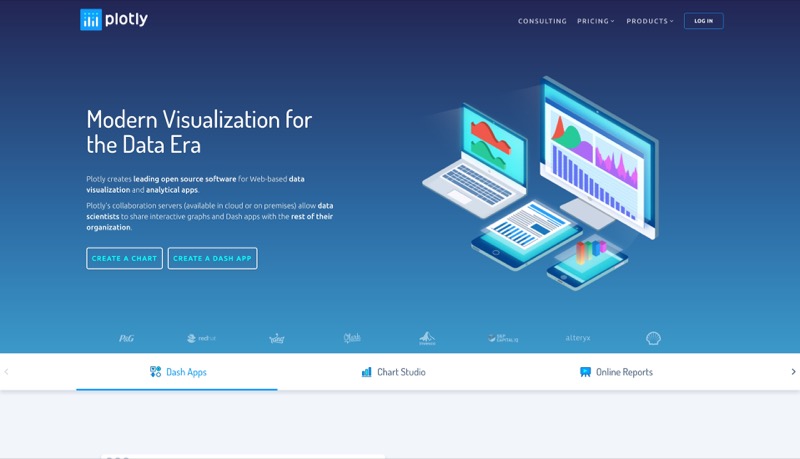 plotly
CONSULTING
PRICING
PRODUCTS
LOG IN
Modern Visualization for
the Data Era
Plotly creates leading open source software for Web-based data
visualization and analytical apps.
Plotly's collaboration servers (available in cloud or on premises) allow data
scientists to share interactive graphs and Dash apps with the rest of their
organization.
CREATE A CHART
CREATE A DASH APP
P&G
alteryx
Dash Apps
Chart Studio
Online Reports